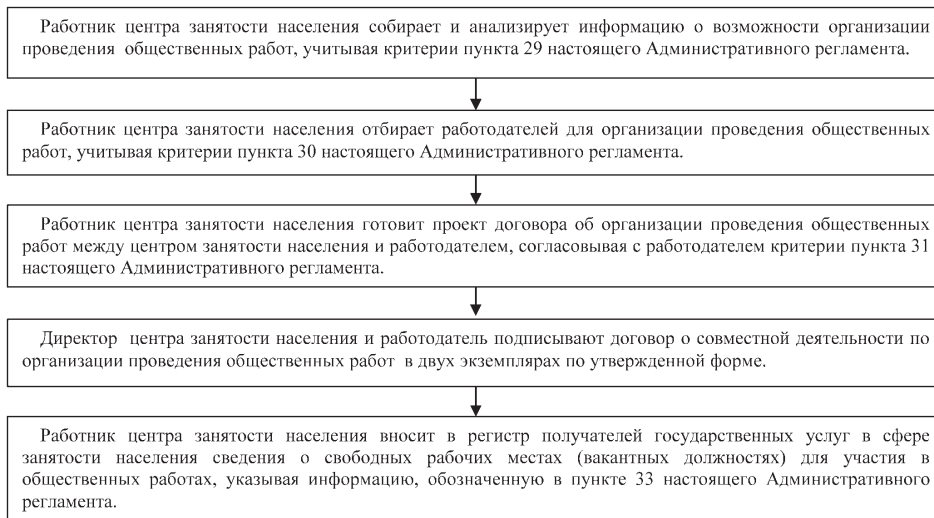 Работник центра занятости населения собирает и анализирует информацию о возможности организации
проведения общественных работ, учитывая критерии пункта 29 настоящего Административного регламента.
Работник центра занятости населения отбирает работодателей для организации проведения общественных
работ, учитывая критерии пункта 30 настоящего Административного регламента.
Работник центра занятости населения готовит проект договора об организации проведения общественных
работ между центром занятости населения и работодателем, согласовывая с работодателем критерии пункта 31
настоящего Административного регламента.
Директор центра занятости населения и работодатель подписывают договор о совместной деятельности по
организации проведения общественных работ в двух экземплярах по утвержденной форме.
Работник центра занятости населения вносит в регистр получателей государственных услуг в сфере
занятости населения сведения о свободных рабочих местах (вакантных должностях) для участия в
общественных работах, указывая информацию, обозначенную в пункте 33 настоящего Административного
регламента.